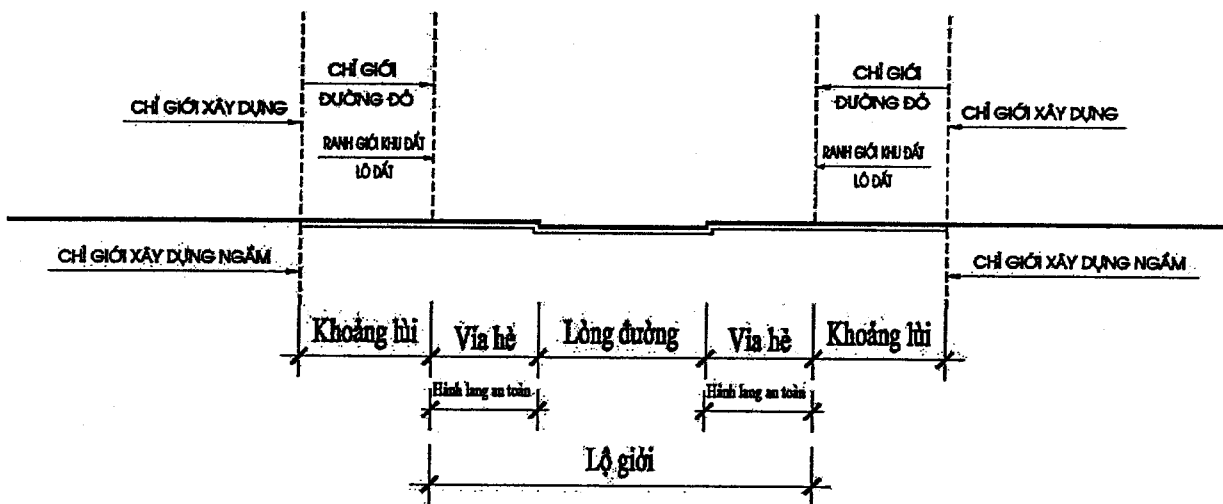 CHỈ GIỚI
ĐƯỜNG ĐỎ
CHỈ GIỚI XÂY DỰNG
RANH GIỚI KHU ĐẤT
LÔ ĐẤT
CHỈ GIỚI
ĐƯỜNG ĐỎ
CHỈ GIỚI XÂY DỰNG
RANH GIỚI KHU ĐẤT
LÔ ĐẤT
CHỈ GIỚI XÂY DỰNG NGẦM
CHỈ GIỚI XÂY DỰNG NGẦM
Khoảng lùi Vỉa hè Lòng đường Vỉa hè Khoảng lùi
Hành lang an toàn Hành lang an toàn
Lộ giới